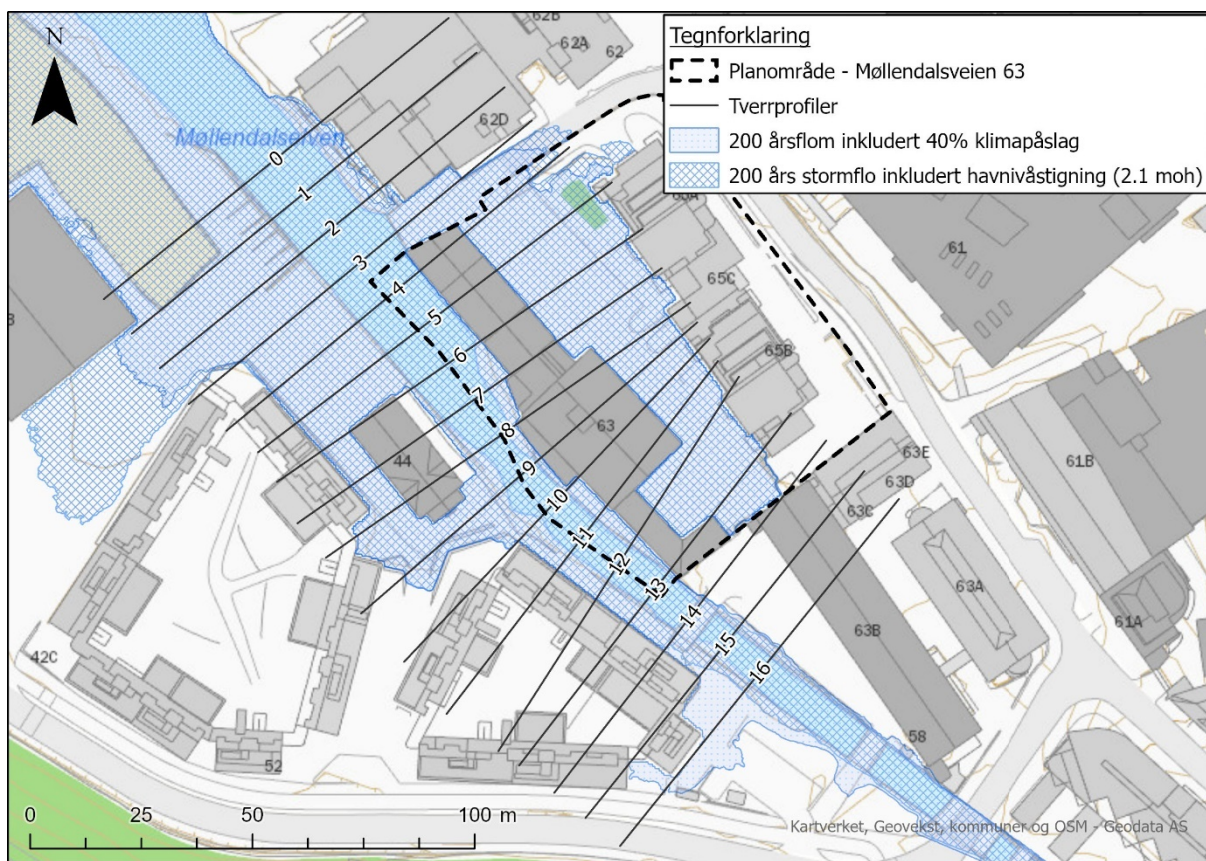 62B
62A
62
Tegnforklaring
Planområde - Møllendalsveien 63
Tverrprofiler
200 årsflom inkludert 40% klimapåslag
200 års stormflo inkludert havnivåstigning (2.1 moh)
N
Møllendalselven
62D
0
1
2
3
4
5
6
7
8
9
10
11
12
13
14
15
16
65C
65B
61
63
44
63E
63D
63C
61B
63A
61A
63B
58
42C
52
0 25 50 100 m
Kartverket, Geovekst, kommuner og OSM - Geodata AS